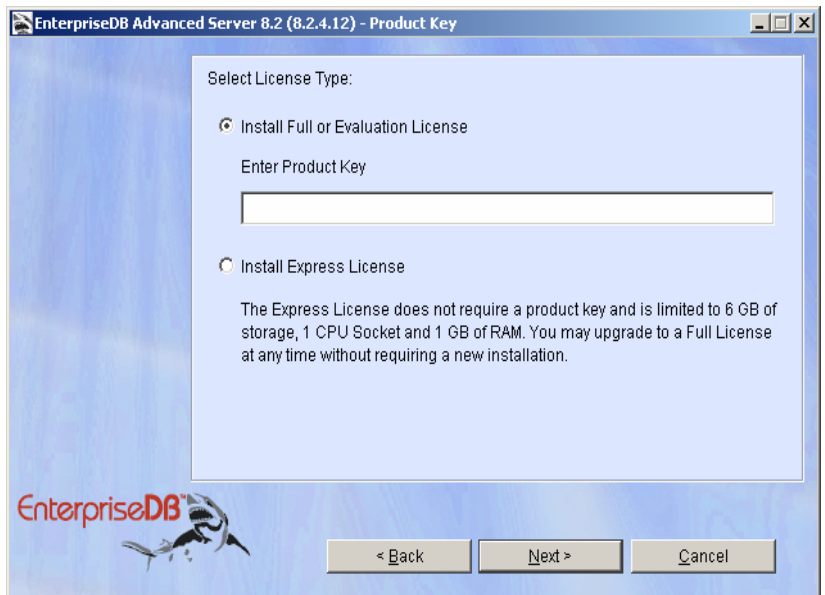 EnterpriseDB Advanced Server 8.2 (8.2.4.12) - Product Key
Select License Type:
Install Full or Evaluation License
Enter Product Key
Install Express License
The Express License does not require a product key and is limited to 6 GB of
storage, 1 CPU Socket and 1 GB of RAM. You may upgrade to a Full License
at any time without requiring a new installation.
EnterpriseDB™
< Back Next > Cancel